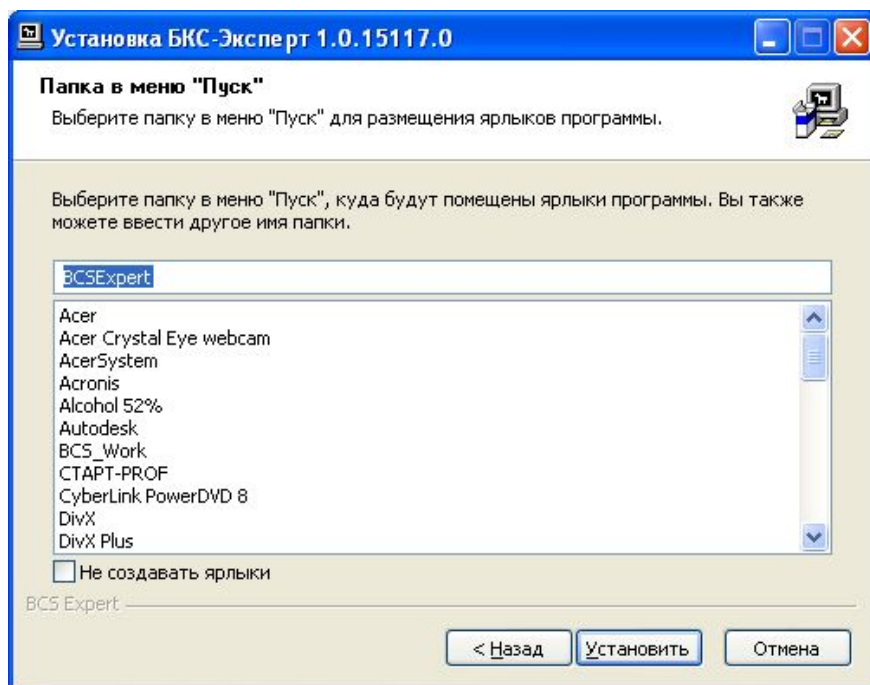 Установка БКС-Эксперт 1.0.15117.0
Папка в меню "Пуск"
Выберите папку в меню "Пуск" для размещения ярлыков программы.
Выберите папку в меню "Пуск", куда будут помещены ярлыки программы. Вы также
можете ввести другое имя папки.
BCSExpert
Acer
Acer Crystal Eye webcam
AcerSystem
Acronis
Alcohol 52%
Autodesk
BCS_Work
CTAPT-PROF
CyberLink PowerDVD 8
DivX
DivX Plus
Не создавать ярлыки
BCS Expert
< Назад
Установить
Отмена